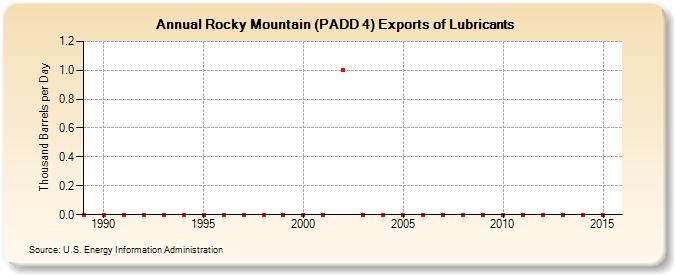 Annual Rocky Mountain (PADD 4) Exports of Lubricants
Thousand Barrels per Day
1.2
1.0
0.8
0.6
0.4
0.2
0.0
1990 1995 2000 2005 2010 2015
Source: U.S. Energy Information Administration